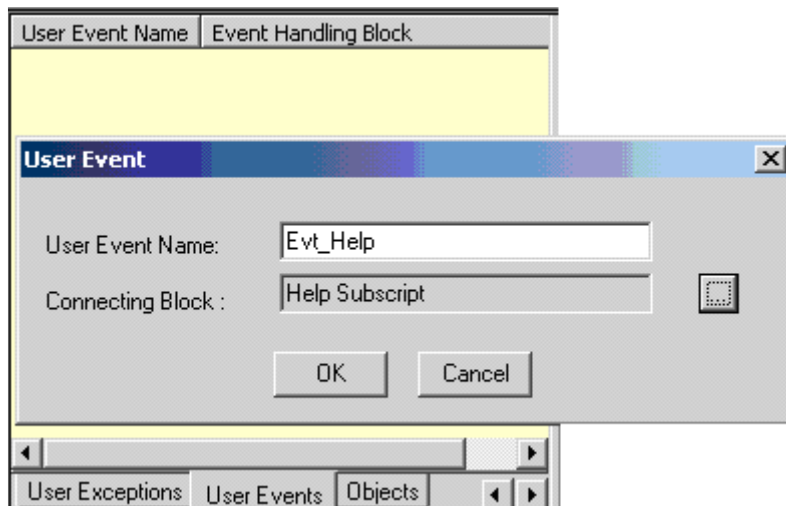 User Event Name Event Handling Block
User Event
User Event Name: Evt_Help
Connecting Block : Help Subscript
OK Cancel
User Exceptions User Events Objects